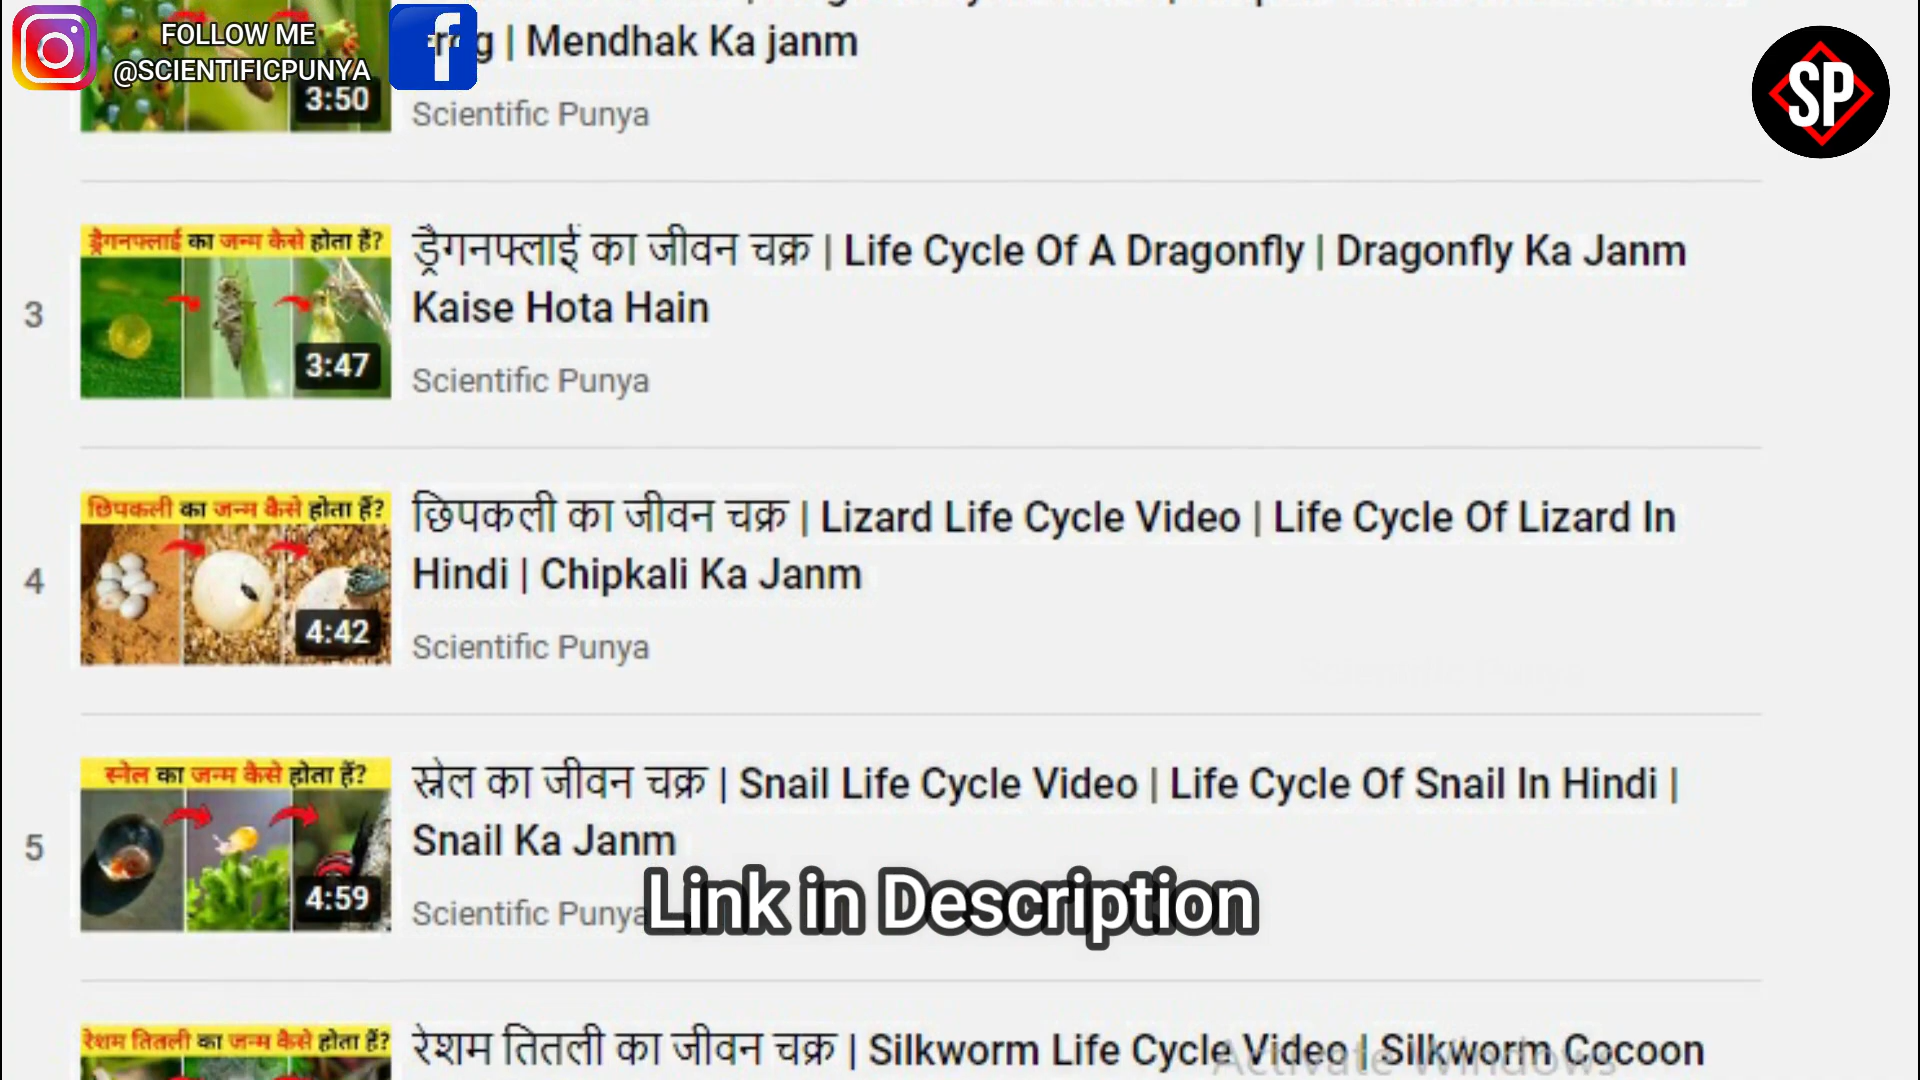 FOLLOW ME
@SCIENTIFICPUNYA
SP
3:50
Frog | Mendhak Ka janm
Scientific Punya
3
ड्रैगनफ्लाई का जन्म कैसे होता हैं?
3:47
ड्रैगनफ्लाई का जीवन चक्र | Life Cycle Of A Dragonfly | Dragonfly Ka Janm
Kaise Hota Hain
Scientific Punya
4
छिपकली का जन्म कैसे होता हैं?
4:42
छिपकली का जीवन चक्र | Lizard Life Cycle Video | Life Cycle Of Lizard In
Hindi | Chipkali Ka Janm
Scientific Punya
5
स्नेल का जन्म कैसे होता हैं?
4:59
स्नेल का जीवन चक्र | Snail Life Cycle Video | Life Cycle Of Snail In Hindi |
Snail Ka Janm
Scientific Punya
Link in Description
रेशम तितली का जन्म कैसे होता हैं?
रेशम तितली का जीवन चक्र | Silkworm Life Cycle Video | Silkworm Cocoon
Activate Windows